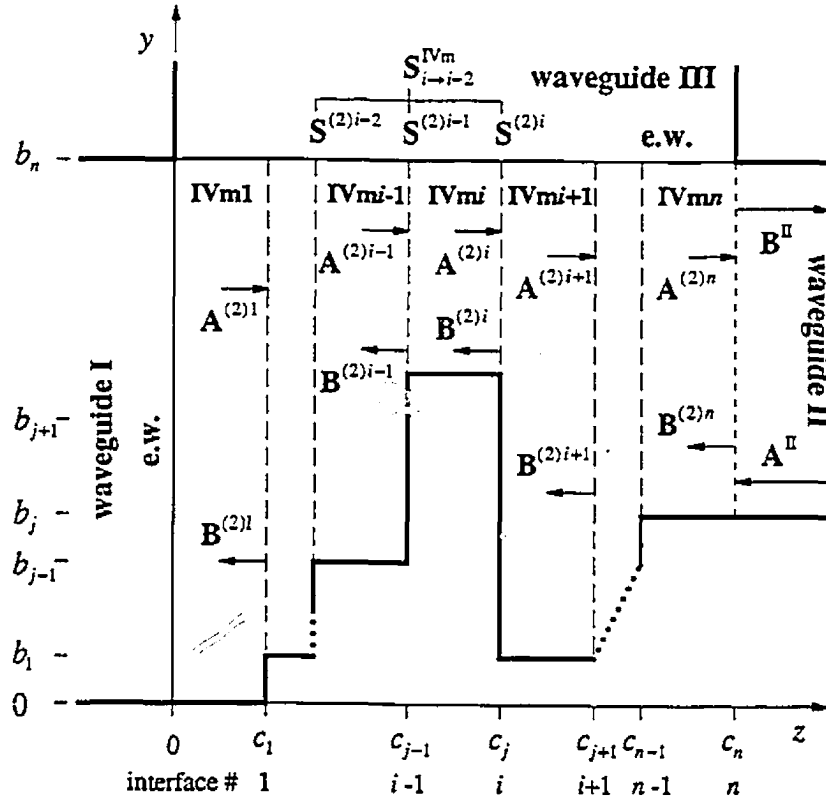 y
S^{IVm}_{i→i-2}
waveguide III
S^{(2)i-2} S^{(2)i-1} S^{(2)i} e.w.
b_n
IVm1 IVmi-1 IVmi IVmi+1 IVmn
B^{II}
A^{(2)1} A^{(2)i-1} A^{(2)i} A^{(2)i+1} A^{(2)n}
waveguide II
B^{(2)i}
B^{(2)i-1}
waveguide I
e.w.
b_{j+1}
B^{(2)n}
A^{II}
B^{(2)i+1}
b_j
B^{(2)1}
b_{j-1}
b_1
0
0 c_1 c_{j-1} c_j c_{j+1} c_{n-1} c_n z
interface # 1 i-1 i i+1 n-1 n